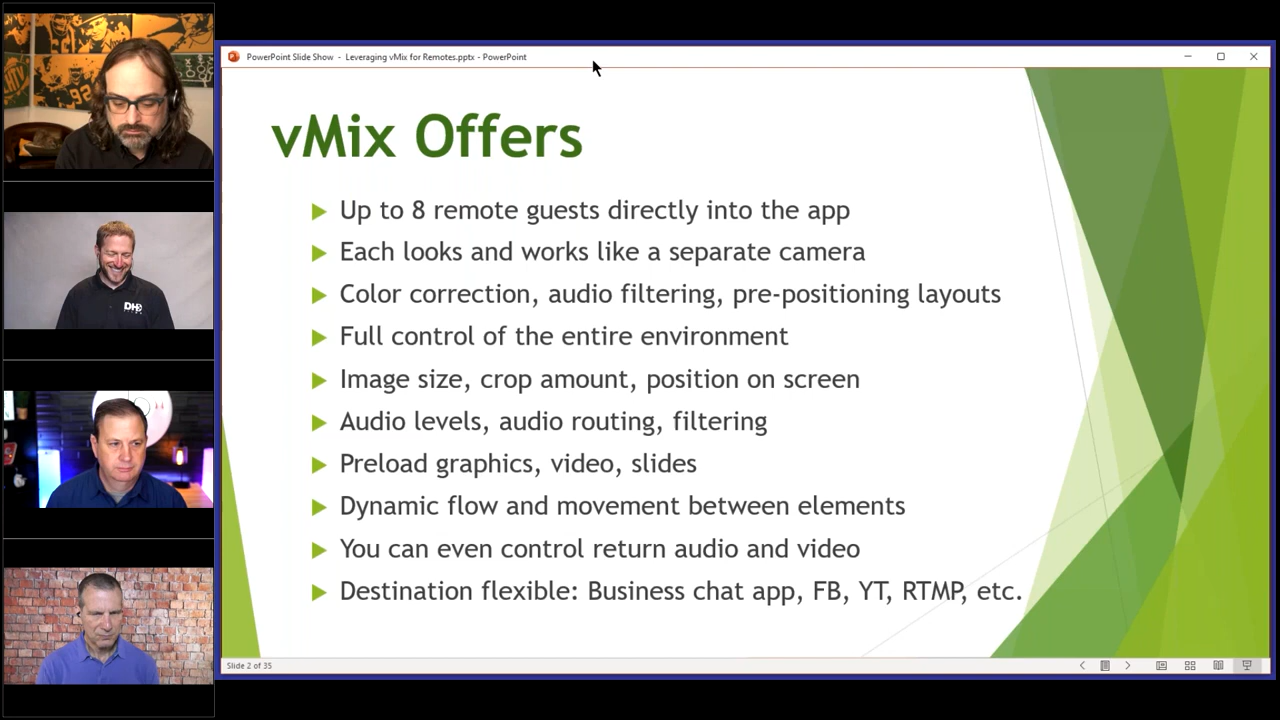 PowerPoint Slide Show - Leveraging vMix for Remotes.pptx - PowerPoint
vMix Offers
Up to 8 remote guests directly into the app
Each looks and works like a separate camera
Color correction, audio filtering, pre-positioning layouts
Full control of the entire environment
Image size, crop amount, position on screen
Audio levels, audio routing, filtering
Preload graphics, video, slides
Dynamic flow and movement between elements
You can even control return audio and video
Destination flexible: Business chat app, FB, YT, RTMP, etc.
Slide 2 of 35
92